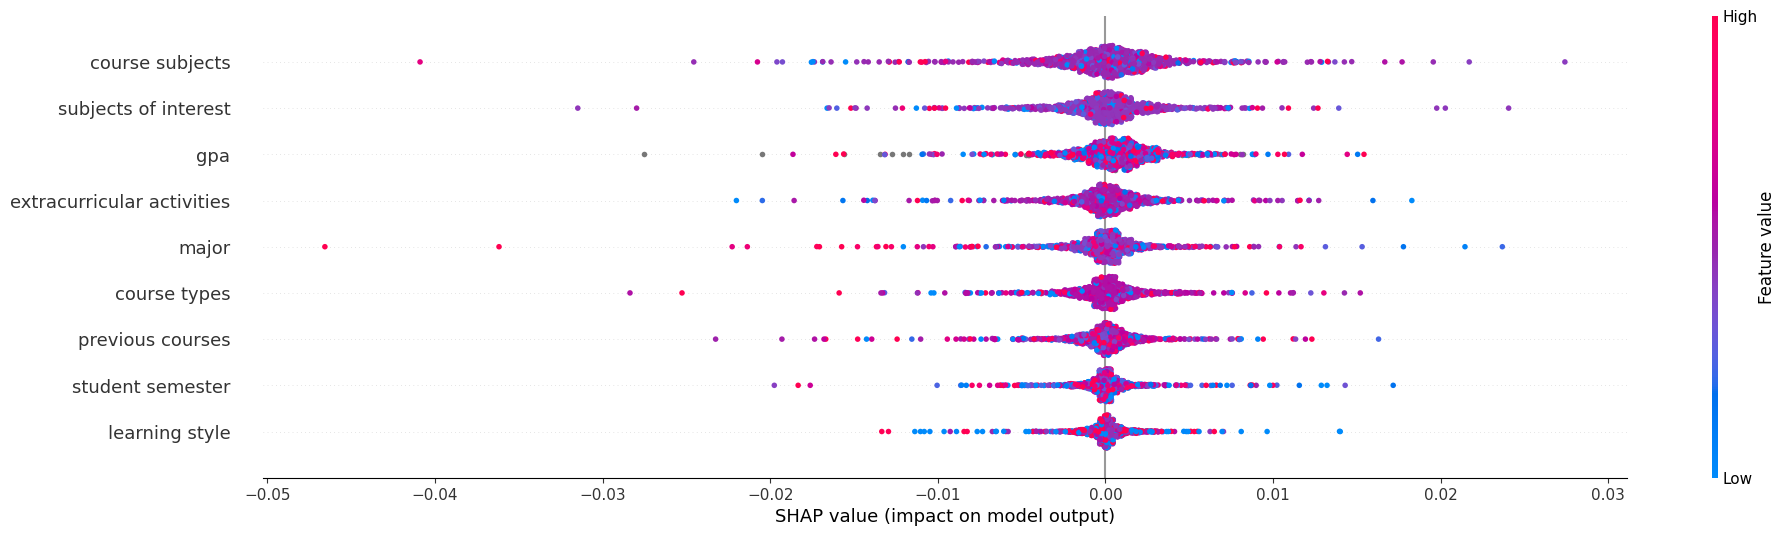 High
course subjects
subjects of interest
gpa
extracurricular activities
major
course types
previous courses
student semester
learning style
Feature value
Low
−0.05 −0.04 −0.03 −0.02 −0.01 0.00 0.01 0.02 0.03
SHAP value (impact on model output)